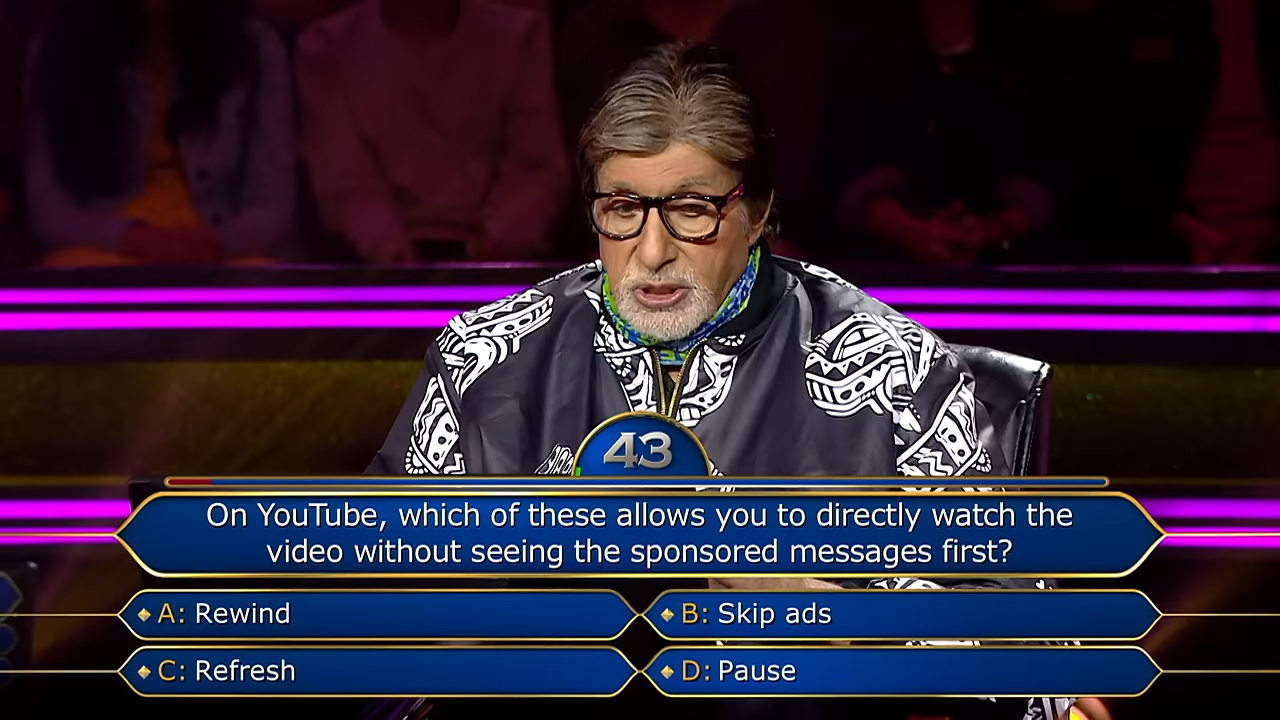 43
On YouTube, which of these allows you to directly watch the
video without seeing the sponsored messages first?
A: Rewind
B: Skip ads
C: Refresh
D: Pause